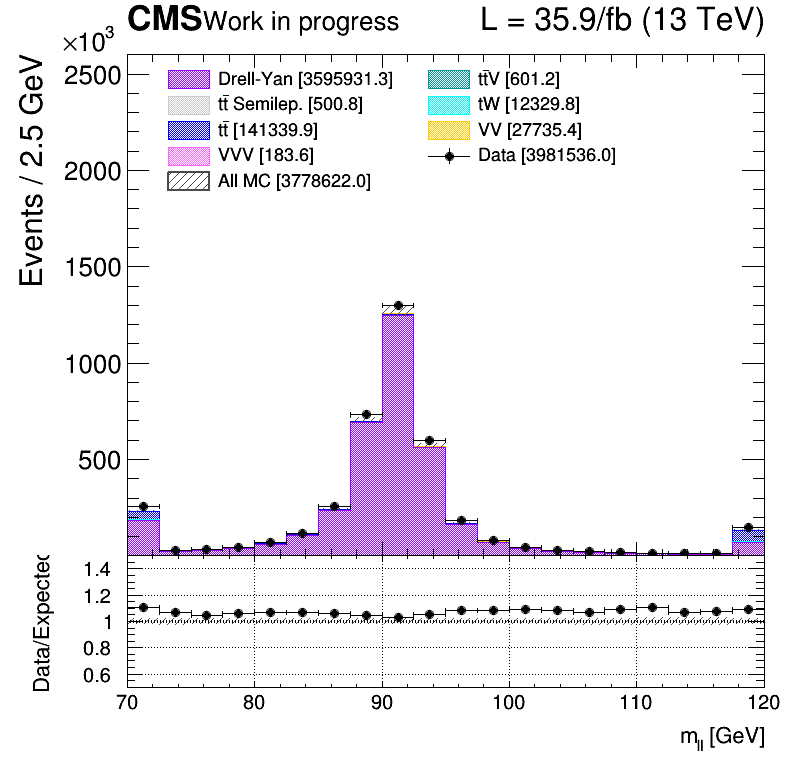 CMS Work in progress L = 35.9/fb (13 TeV)
×10³
Events / 2.5 GeV
2500
2000
1500
1000
500
Drell-Yan [3595931.3]
tt̄ Semilep. [500.8]
tt̄ [141339.9]
VVV [183.6]
All MC [3778622.0]
tt̄V [601.2]
tW [12329.8]
VV [27735.4]
Data [3981536.0]
Data/Expected
1.4
1.2
1
0.8
0.6
70 80 90 100 110 120
m_ll [GeV]